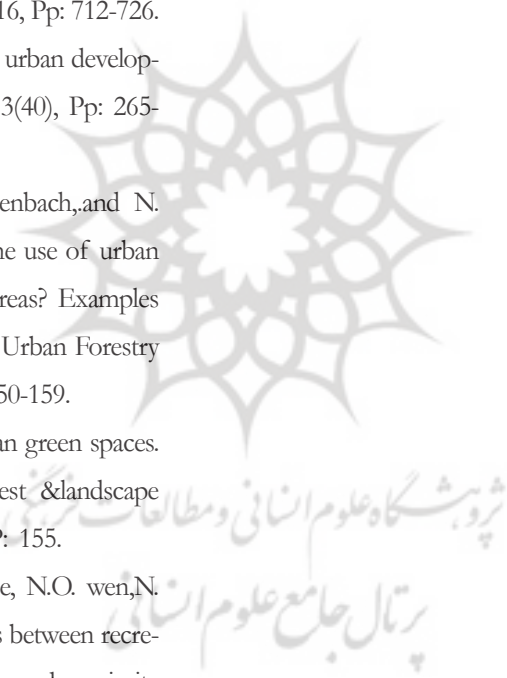 16, Pp: 712-726.
urban develop-
3(40), Pp: 265-
enbach,.and N.
ne use of urban
reas? Examples
Urban Forestry
50-159.
an green spaces.
est &landscape
پژوهشگاه علوم انسانی و مطالعات فرهنگی
P: 155.
e, N.O. wen,N.
پرتال جامع علوم انسانی
s between recre-